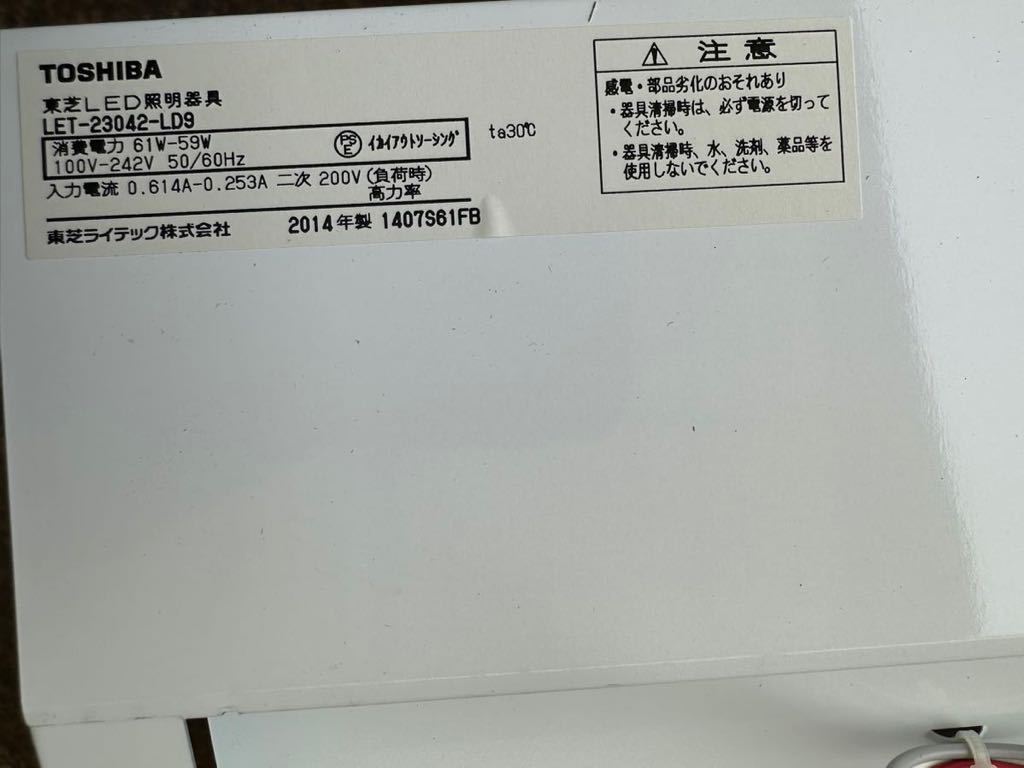 TOSHIBA
東芝LED照明器具
LET-23042-LD9
消費電力 61W-59W
100V-242V 50/60Hz
PSE イカイアウトソーシング
ta30℃
入力電流 0.614A-0.253A 二次 200V(負荷時)
高力率
東芝ライテック株式会社 2014年製 1407S61FB
注意
感電・部品劣化のおそれあり
・器具清掃時は、必ず電源を切って
ください。
・器具清掃時、水、洗剤、薬品等を
使用しないでください。